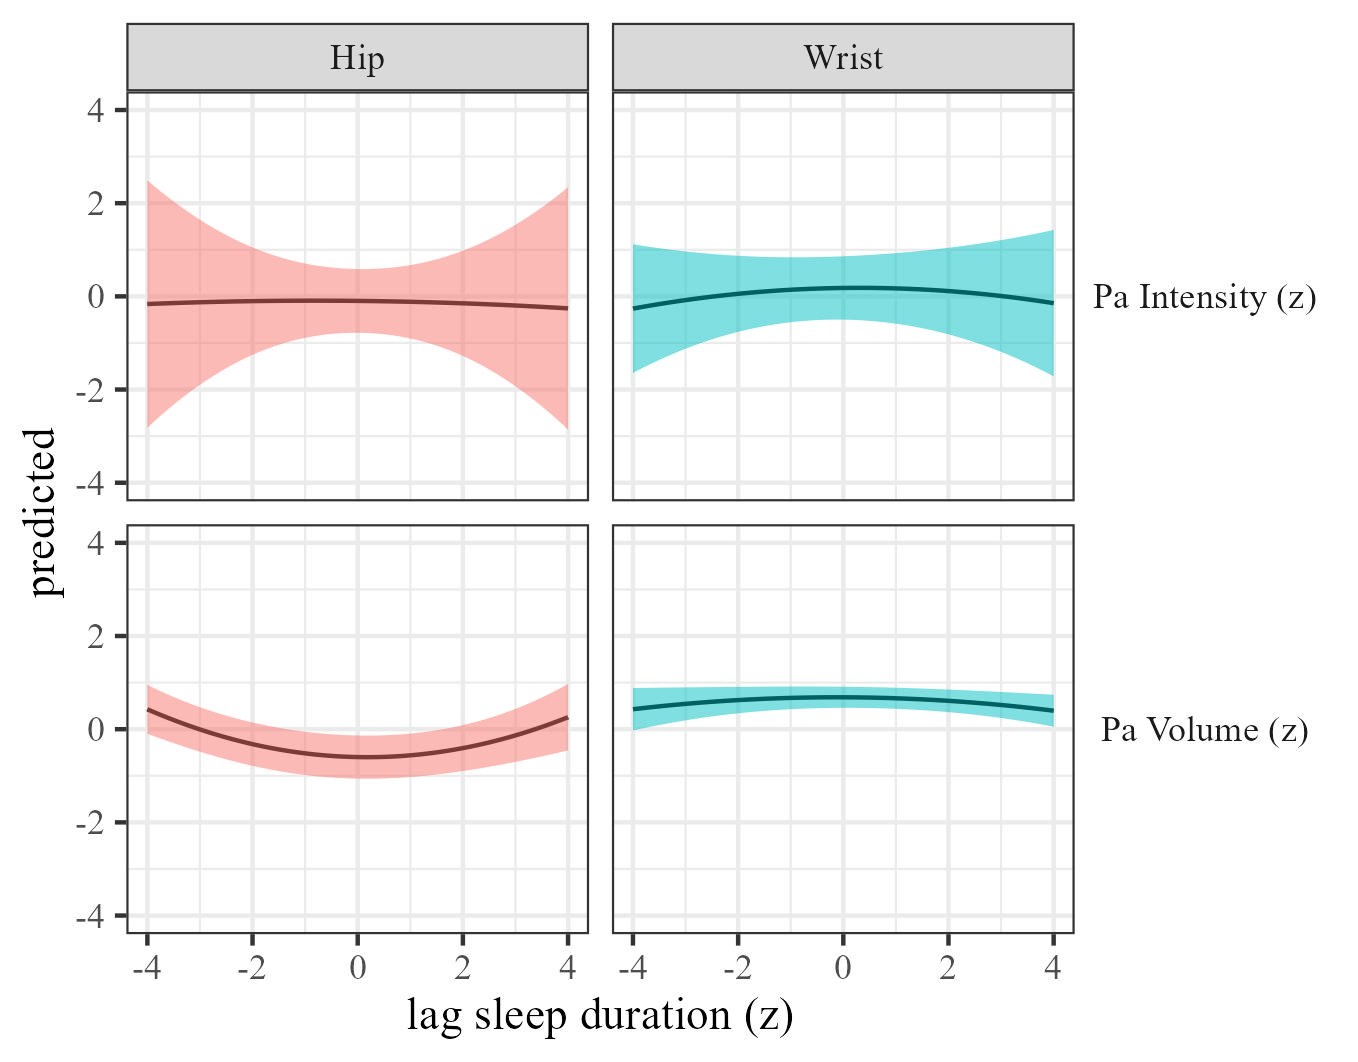 Hip
Wrist
4
2
0
-2
-4
Pa Intensity (z)
predicted
4
2
0
-2
-4
Pa Volume (z)
-4 -2 0 2 4
-4 -2 0 2 4
lag sleep duration (z)